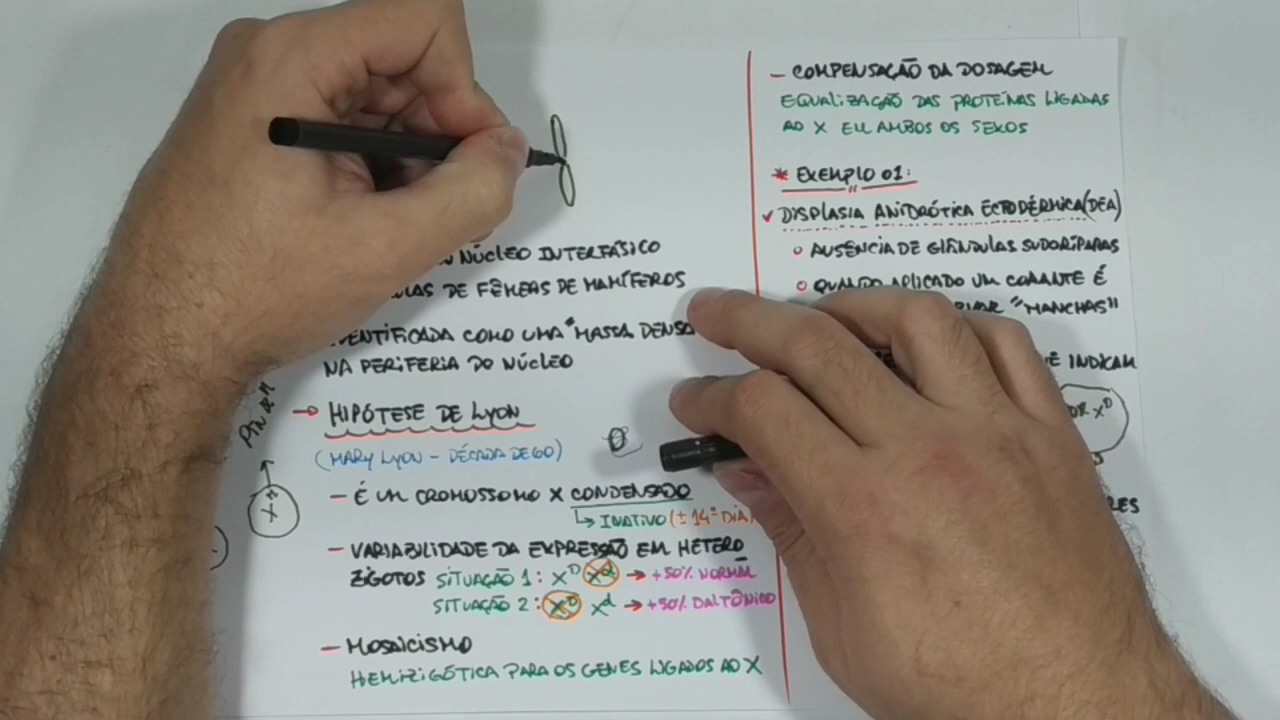 NÚCLEO INTERFÁSICO
DE FÊMEAS DE MAMÍFEROS
COMO UMA "MASSA DENSA
NA PERIFERIA DO NÚCLEO
→ HIPÓTESE DE LYON
(MARY LYON - DÉCADA DE 60)
- É UM CROMOSSOMO X CONDENSADO
↳ INATIVO (± 14º DIA)
- VARIABILIDADE DA EXPRESSÃO EM HETERO
ZIGOTOS SITUAÇÃO 1: X^D X^d → +50% NORMAL
SITUAÇÃO 2: X^D X^d → +50% DALTÔNICO
- MOSAICISMO
HEMIZIGÓTICA PARA OS GENES LIGADOS AO X
- COMPENSAÇÃO DA DOSAGEM
EQUALIZAÇÃO DAS PROTEÍNAS LIGADAS
AO X EM AMBOS OS SEXOS
* EXEMPLO 01:
✓ DISPLASIA ANIDRÓTICA ECTODÉRMICA (DEA)
○ AUSÊNCIA DE GLÂNDULAS SUDORÍPARAS
○ QUANDO APLICADO UM CORANTE É
"MANCHAS"
INDICAM
X^D